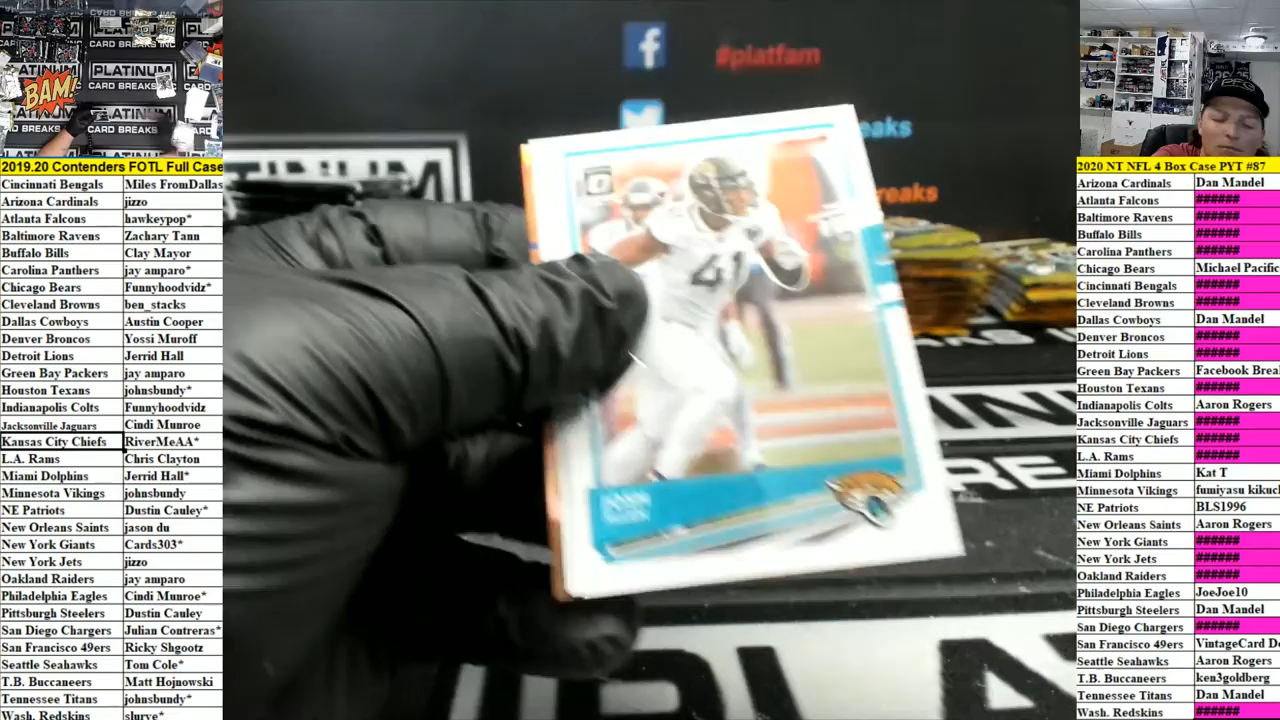 PLATINUM
CARD BREAKS INC
PLATINUM
BAM!
CARD BREAKS
PLATINUM
f
#platfam
eaks
eaks
2019.20 Contenders FOTL Full Case
Cincinnati Bengals Miles FromDallas
Arizona Cardinals jizzo
Atlanta Falcons hawkeypop*
Baltimore Ravens Zachary Tann
Buffalo Bills Clay Mayor
Carolina Panthers jay amparo*
Chicago Bears Funnyhoodvidz*
Cleveland Browns ben_stacks
Dallas Cowboys Austin Cooper
Denver Broncos Yossi Muroff
Detroit Lions Jerrid Hall
Green Bay Packers jay amparo
Houston Texans johnsbundy*
Indianapolis Colts Funnyhoodvidz
Jacksonville Jaguars Cindi Munroe
Kansas City Chiefs RiverMeAA*
L.A. Rams Chris Clayton
Miami Dolphins Jerrid Hall*
Minnesota Vikings johnsbundy
NE Patriots Dustin Cauley*
New Orleans Saints jason du
New York Giants Cards303*
New York Jets jizzo
Oakland Raiders jay amparo
Philadelphia Eagles Cindi Munroe*
Pittsburgh Steelers Dustin Cauley
San Diego Chargers Julian Contreras*
San Francisco 49ers Ricky Shgootz
Seattle Seahawks Tom Cole*
T.B. Buccaneers Matt Hojnowski
Tennessee Titans johnsbundy*
Wash. Redskins slurve*
2020 NT NFL 4 Box Case PYT #87
Arizona Cardinals Dan Mandel
Atlanta Falcons ######
Baltimore Ravens ######
Buffalo Bills ######
Carolina Panthers ######
Chicago Bears Michael Pacific
Cincinnati Bengals ######
Cleveland Browns ######
Dallas Cowboys Dan Mandel
Denver Broncos ######
Detroit Lions ######
Green Bay Packers Facebook Brea
Houston Texans ######
Indianapolis Colts Aaron Rogers
Jacksonville Jaguars ######
Kansas City Chiefs ######
L.A. Rams ######
Miami Dolphins Kat T
Minnesota Vikings fumiyasu kikuc
NE Patriots BLS1996
New Orleans Saints Aaron Rogers
New York Giants ######
New York Jets ######
Oakland Raiders ######
Philadelphia Eagles JoeJoe10
Pittsburgh Steelers Dan Mandel
San Diego Chargers ######
San Francisco 49ers VintageCard De
Seattle Seahawks Aaron Rogers
T.B. Buccaneers ken3goldberg
Tennessee Titans Dan Mandel
Wash. Redskins ######